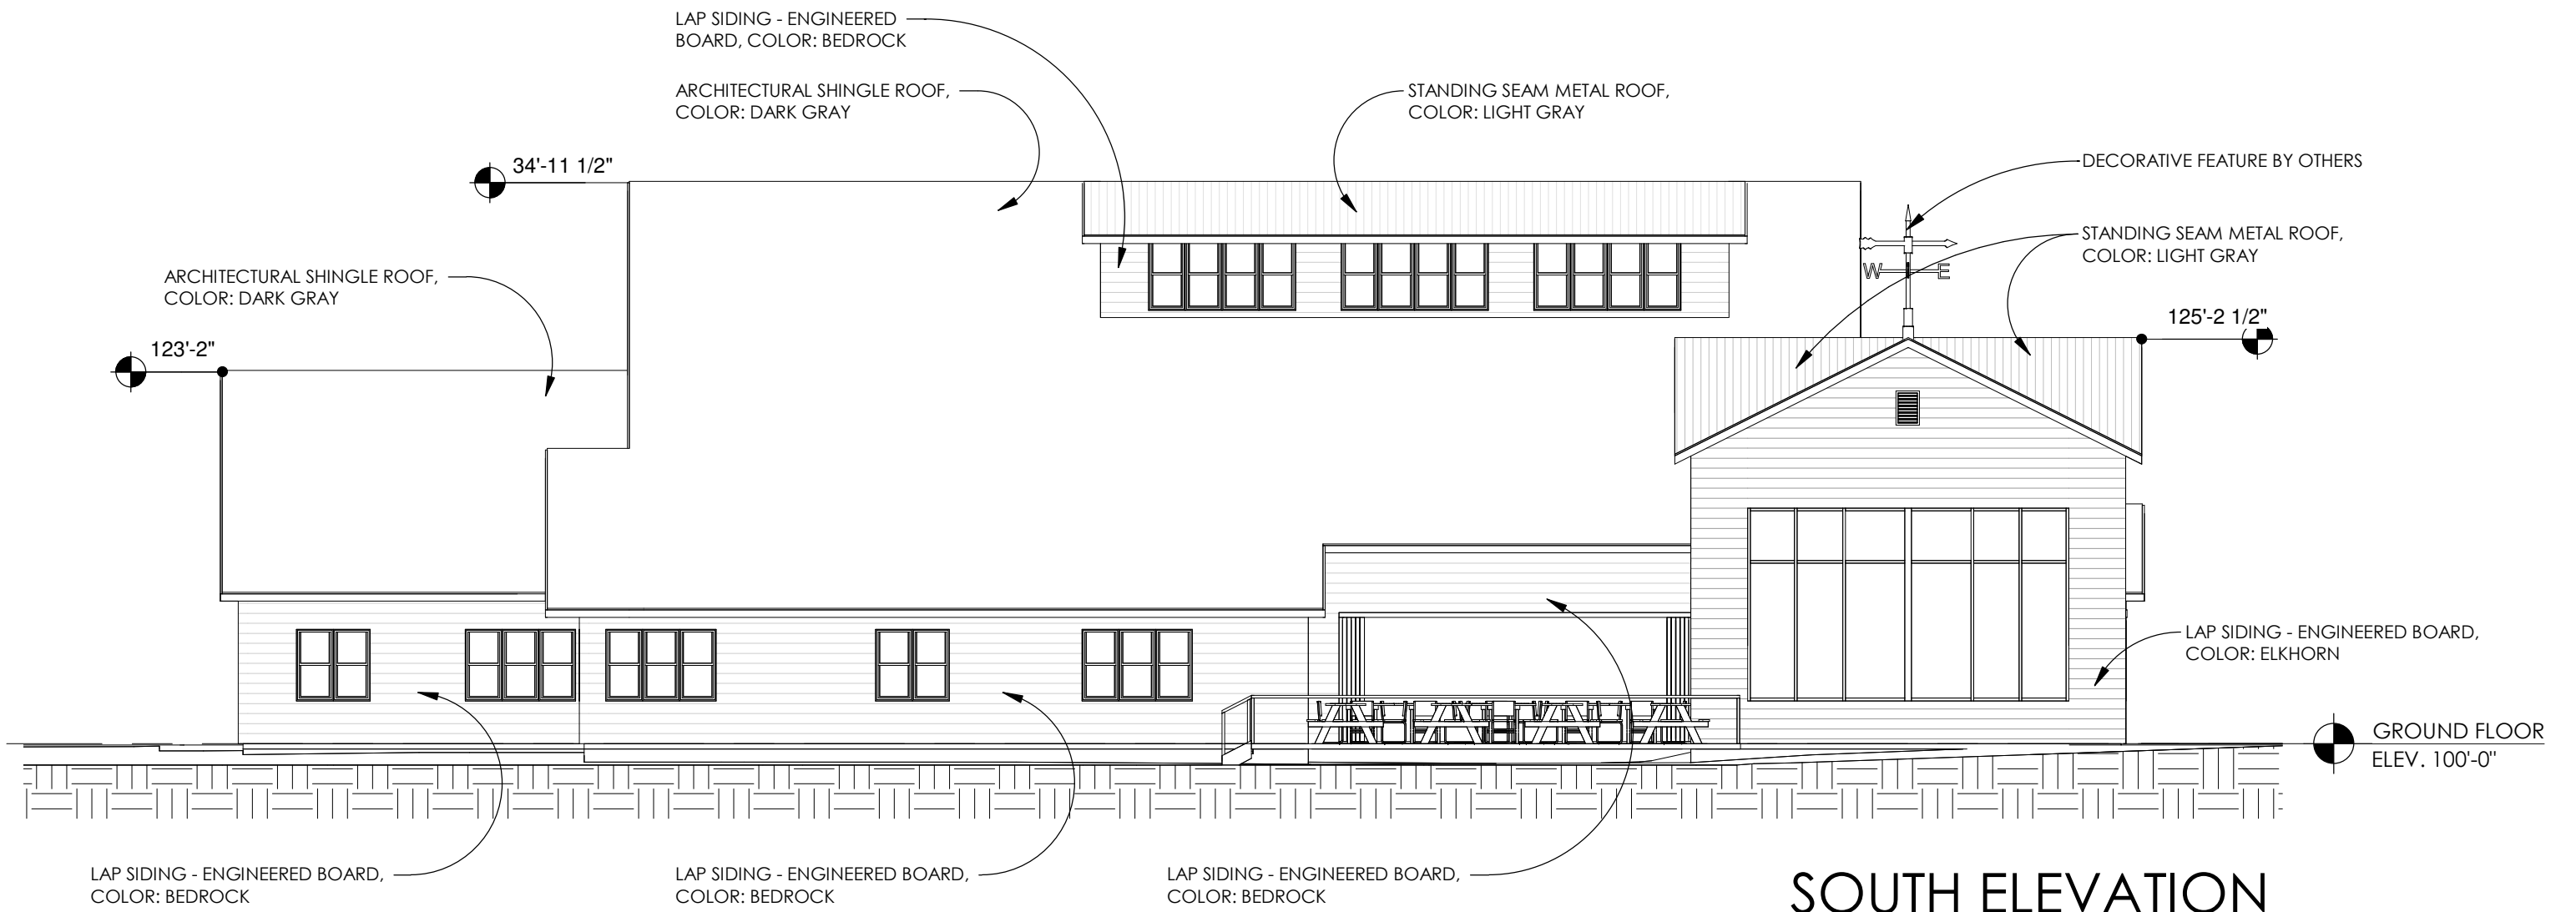 LAP SIDING - ENGINEERED
BOARD, COLOR: BEDROCK
ARCHITECTURAL SHINGLE ROOF,
COLOR: DARK GRAY
STANDING SEAM METAL ROOF,
COLOR: LIGHT GRAY
34'-11 1/2"
DECORATIVE FEATURE BY OTHERS
STANDING SEAM METAL ROOF,
COLOR: LIGHT GRAY
W E
ARCHITECTURAL SHINGLE ROOF,
COLOR: DARK GRAY
125'-2 1/2"
123'-2"
LAP SIDING - ENGINEERED BOARD,
COLOR: ELKHORN
GROUND FLOOR
ELEV. 100'-0"
LAP SIDING - ENGINEERED BOARD,
COLOR: BEDROCK
LAP SIDING - ENGINEERED BOARD,
COLOR: BEDROCK
LAP SIDING - ENGINEERED BOARD,
COLOR: BEDROCK
SOUTH ELEVATION